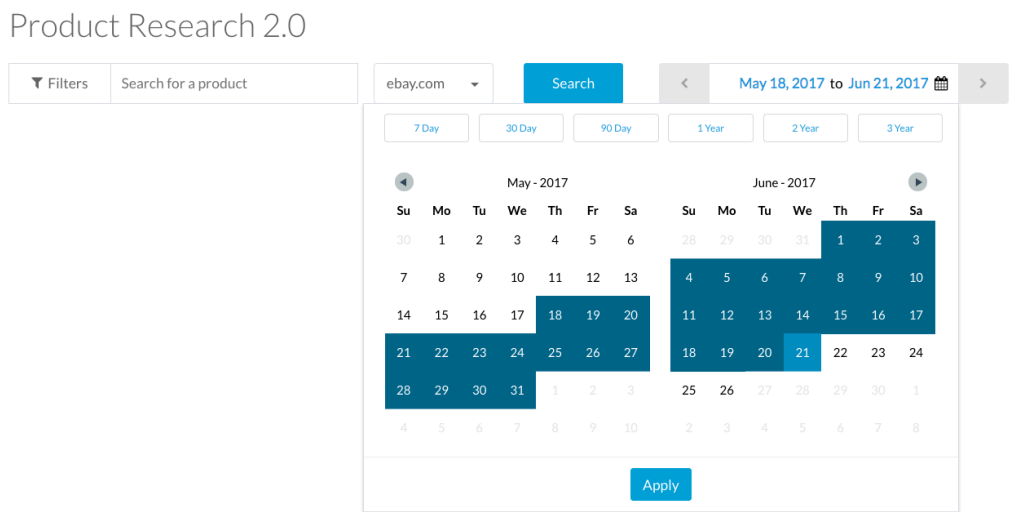 Product Research 2.0
Filters Search for a product ebay.com Search < May 18, 2017 to Jun 21, 2017 >
7 Day 30 Day 90 Day 1 Year 2 Year 3 Year
May - 2017 June - 2017
Su Mo Tu We Th Fr Sa Su Mo Tu We Th Fr Sa
30 1 2 3 4 5 6 28 29 30 31 1 2 3
7 8 9 10 11 12 13 4 5 6 7 8 9 10
14 15 16 17 18 19 20 11 12 13 14 15 16 17
21 22 23 24 25 26 27 18 19 20 21 22 23 24
28 29 30 31 1 2 3 25 26 27 28 29 30 1
4 5 6 7 8 9 10 2 3 4 5 6 7 8
Apply